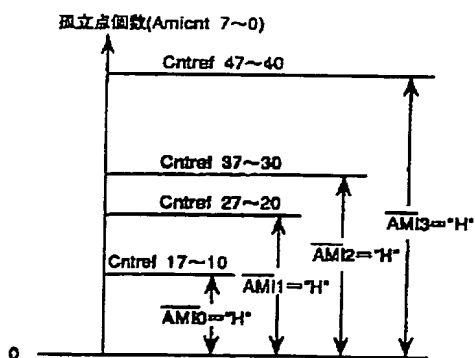 孤立点個数(Amicnt 7～0)
Cntref 47～40
Cntref 37～30
Cntref 27～20
Cntref 17～10
AMI3="H"
AMI2="H"
AMI1="H"
AMI0="H"
0